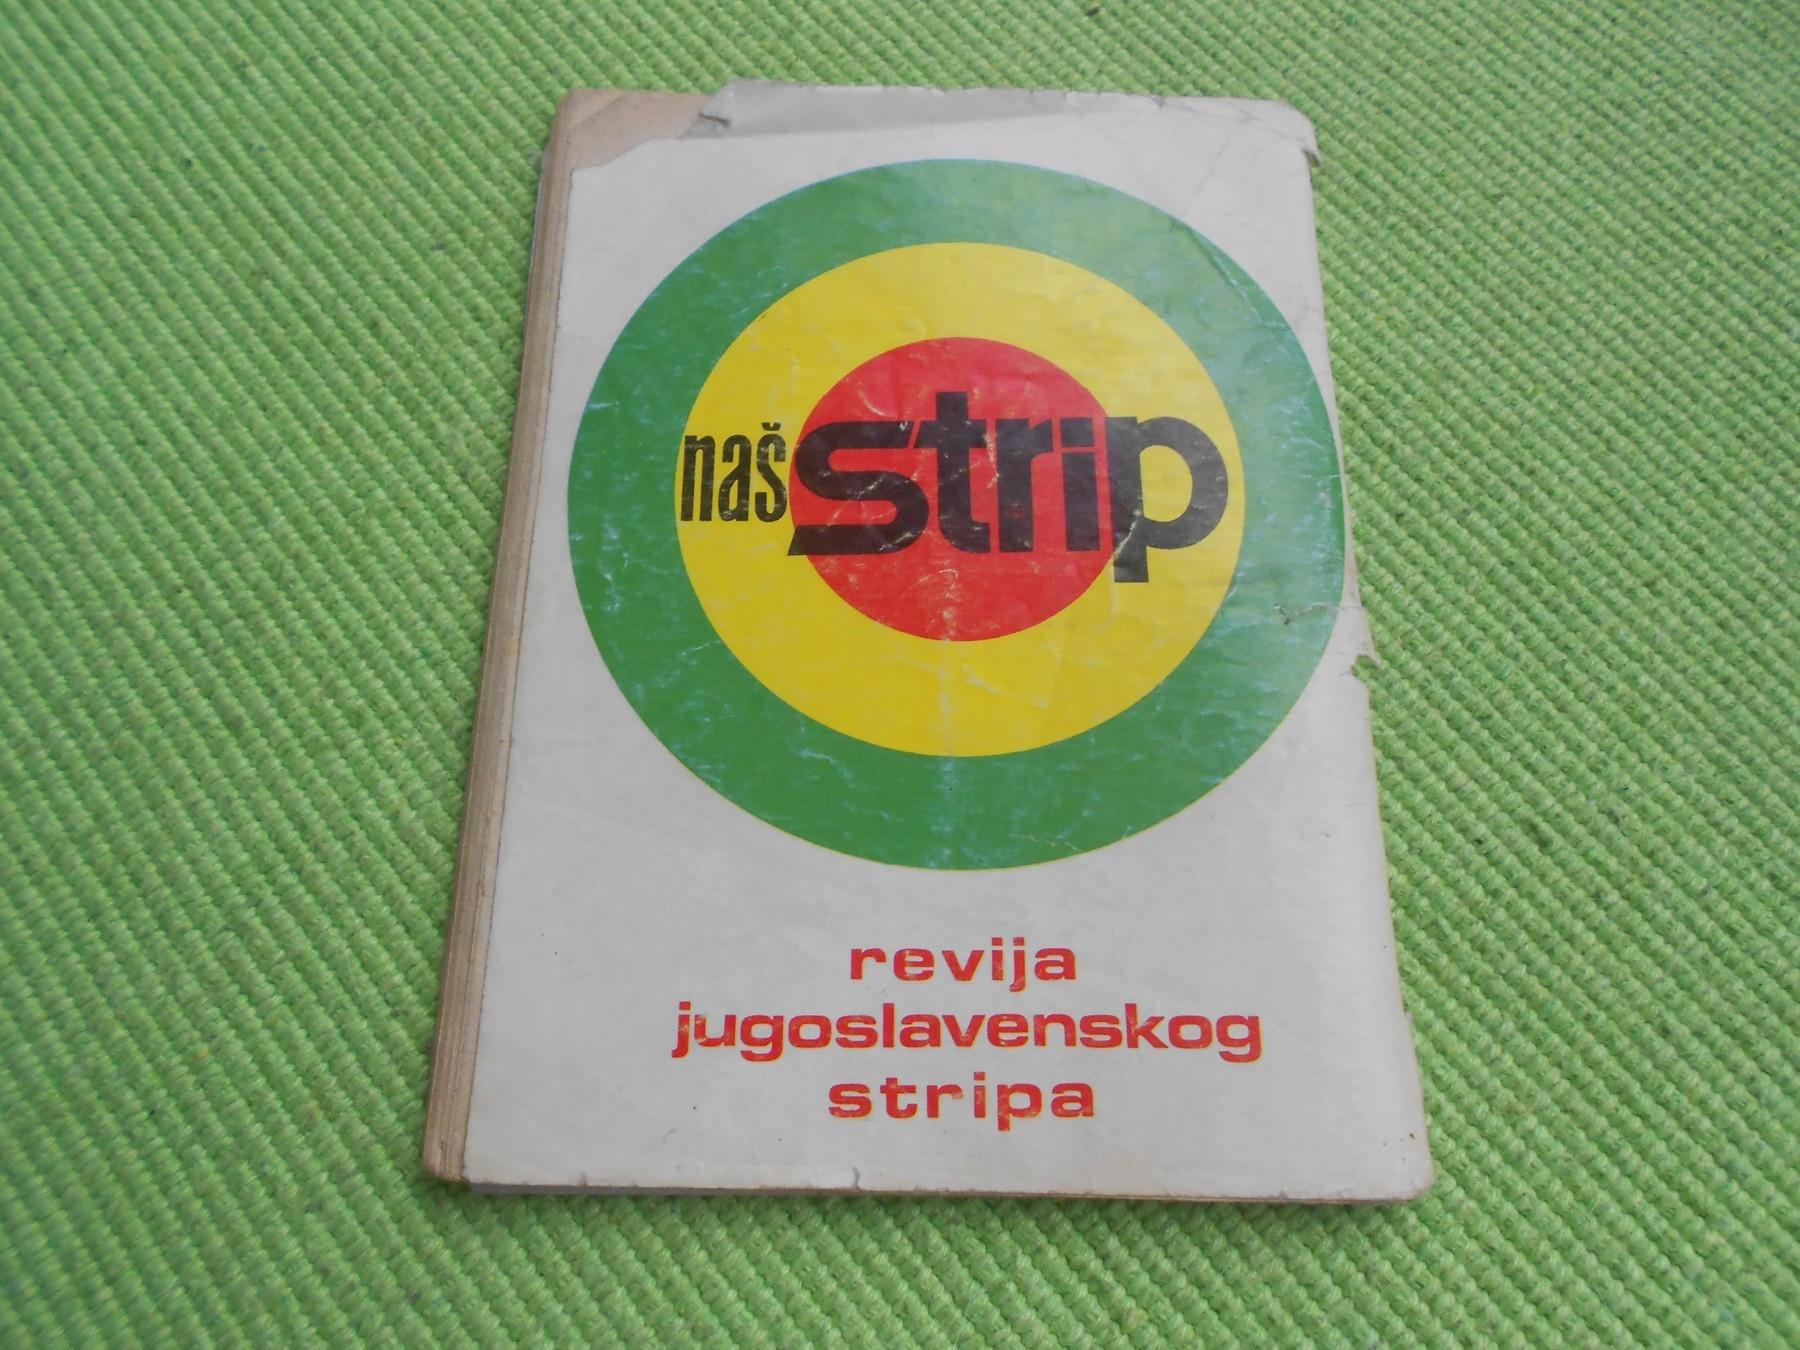 naš strip
revija
jugoslavenskog
stripa